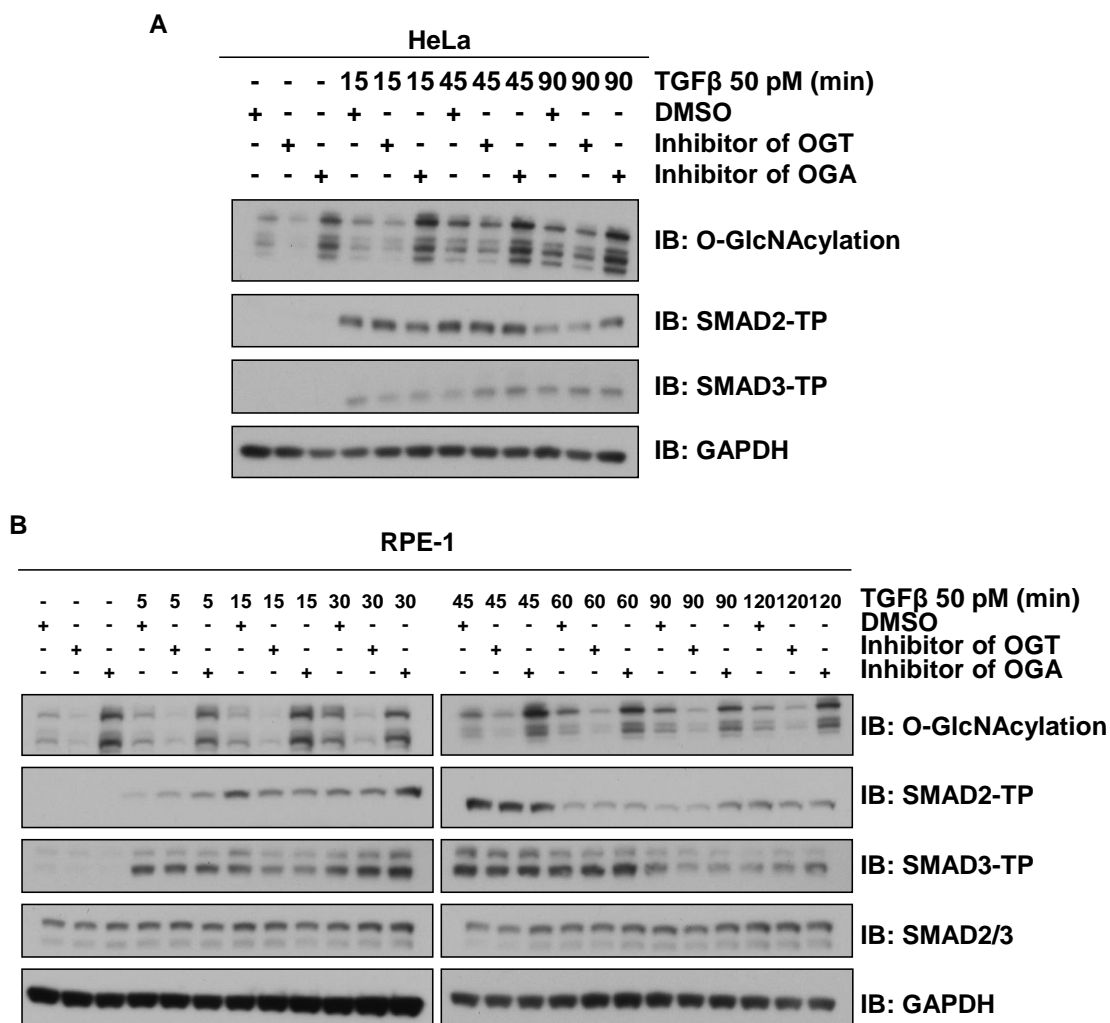 A
HeLa
- - - 15 15 15 45 45 45 90 90 90 TGFβ 50 pM (min)
+ - - + - - + - - + - - DMSO
- + - - + - - + - - + - Inhibitor of OGT
- - + - - + - - + - - + Inhibitor of OGA
IB: O-GlcNAcylation
IB: SMAD2-TP
IB: SMAD3-TP
IB: GAPDH
B
RPE-1
- - - 5 5 5 15 15 15 30 30 30 45 45 45 60 60 60 90 90 90 120 120 120 TGFβ 50 pM (min)
+ - - + - - + - - + - - + - - + - - + - - + - - DMSO
- + - - + - - + - - + - - + - - + - - + - - + - Inhibitor of OGT
- - + - - + - - + - - + - - + - - + - - + - - + Inhibitor of OGA
IB: O-GlcNAcylation
IB: SMAD2-TP
IB: SMAD3-TP
IB: SMAD2/3
IB: GAPDH